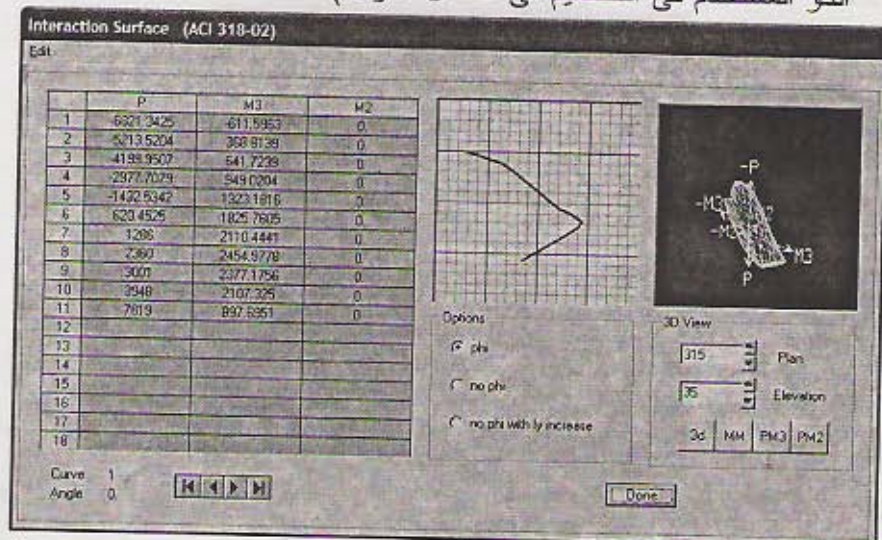 Interaction Surface (ACI 318-02)
Edit
P M3 M2
1 -6621.3425 -611.5963 0.
2 -5213.5204 368.8139 0.
3 -4199.9507 641.7239 0.
4 -2977.7079 949.0204 0.
5 -1432.5342 1323.1816 0.
6 620.4525 1825.7605 0.
7 1286 2110.4441 0.
8 2360 2454.9778 0.
9 3001 2377.1756 0.
10 3948 2107.325 0.
11 7819 897.6951 0.
12
13
14
15
16
17
18
-P
-M3
M3
P
Options
phi
no phi
no phi with fy increase
3D View
315 Plan
35 Elevation
3d MM PM3 PM2
Curve 1
Angle 0.
Done